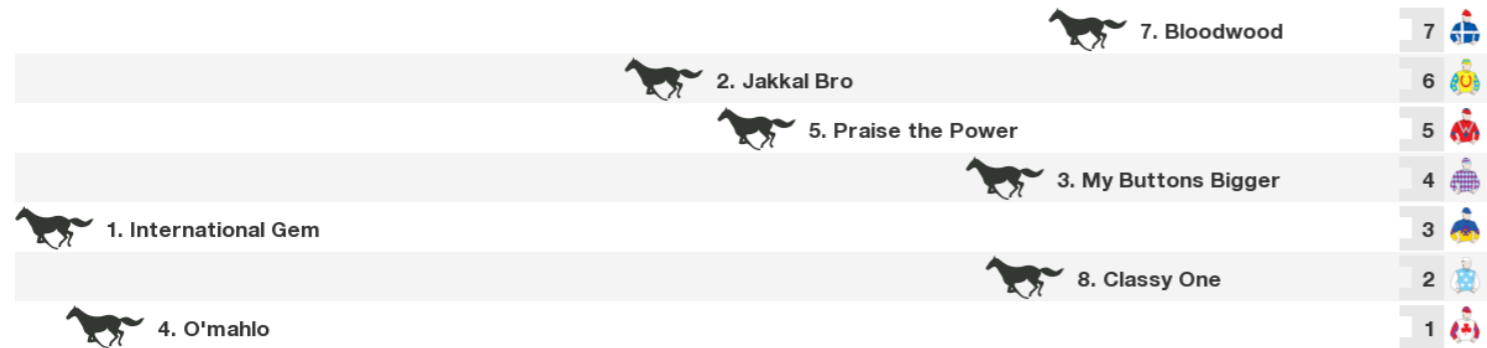 7. Bloodwood 7
2. Jakkal Bro 6
5. Praise the Power 5
3. My Buttons Bigger 4
1. International Gem 3
8. Classy One 2
4. O'mahlo 1